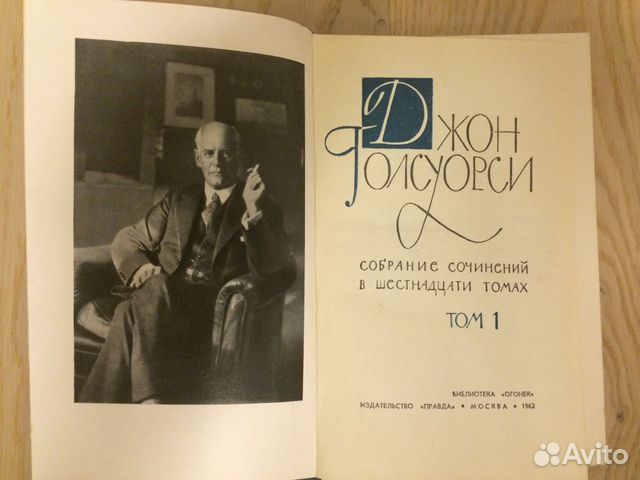 Джон
Голсуорси
СОБРАНИЕ СОЧИНЕНИЙ
В ШЕСТНАДЦАТИ ТОМАХ
ТОМ 1
БИБЛИОТЕКА «ОГОНЕК»
ИЗДАТЕЛЬСТВО «ПРАВДА» • МОСКВА • 1962
Avito